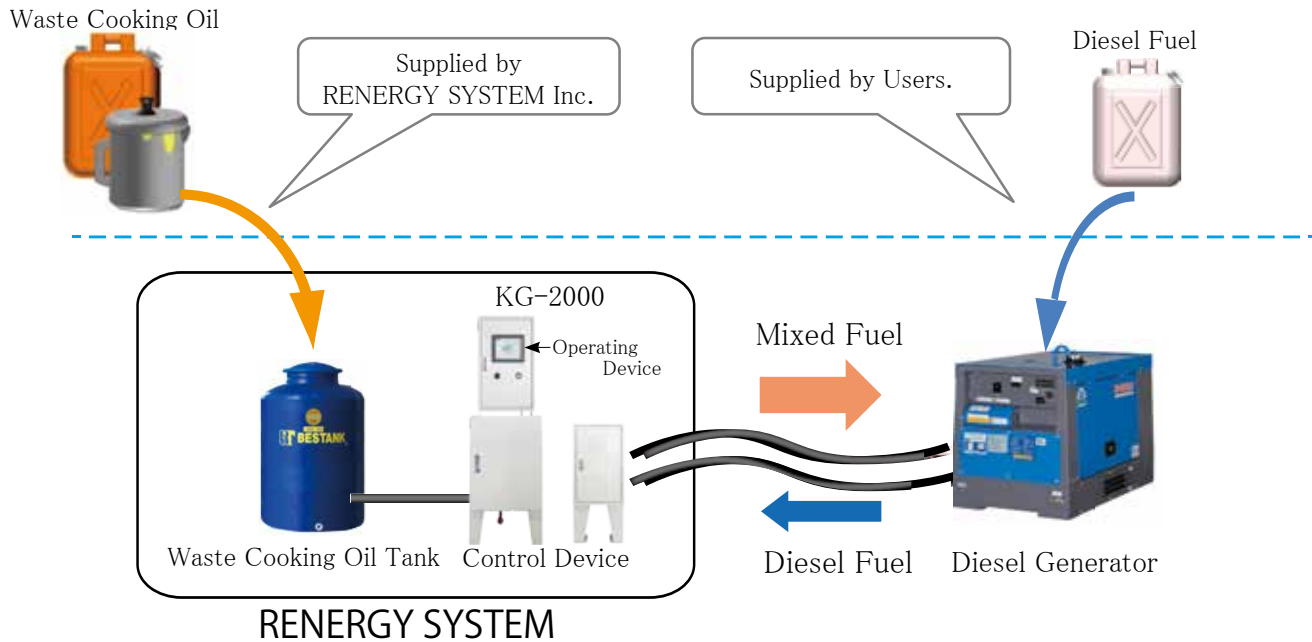 Waste Cooking Oil
Supplied by
RENERGY SYSTEM Inc.
Supplied by Users.
Diesel Fuel
KG-2000
Operating
Device
BESTANK
Mixed Fuel
Waste Cooking Oil Tank
Control Device
Diesel Fuel
Diesel Generator
RENERGY SYSTEM